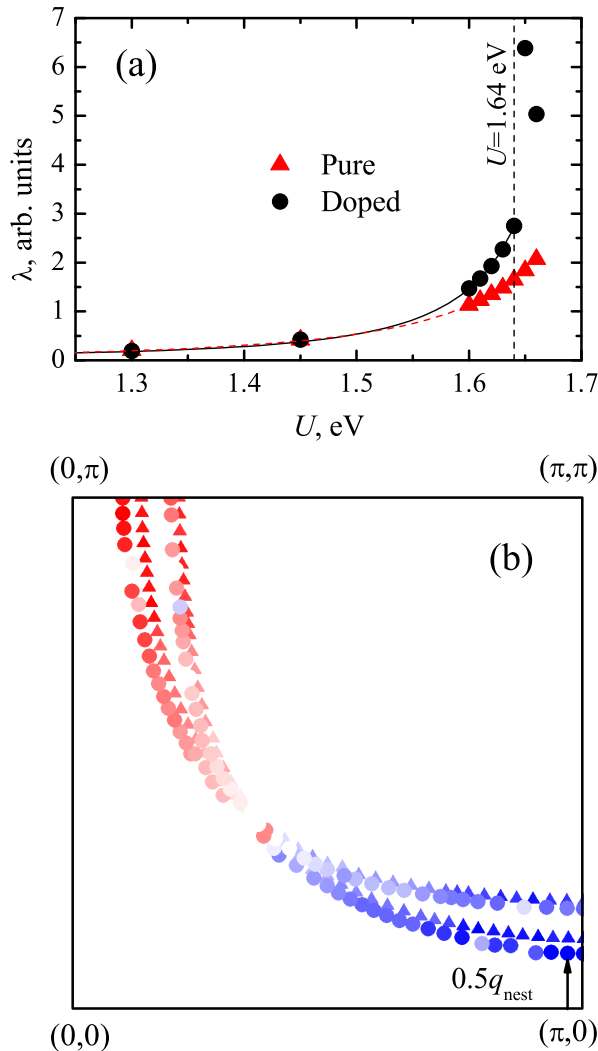 7
6
5
4
3
2
1
0
λ, arb. units
(a)
U=1.64 eV
Pure
Doped
1.3 1.4 1.5 1.6 1.7
U, eV
(0,π) (π,π)
(b)
0.5qnest
(0,0) (π,0)